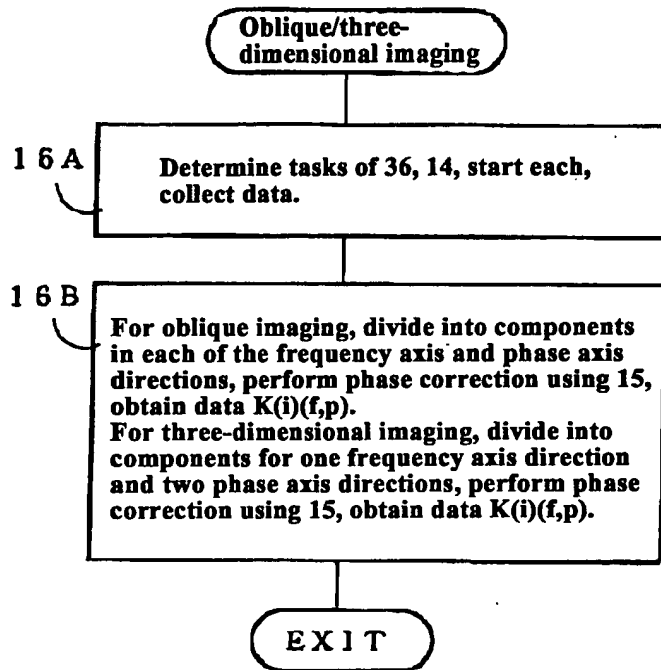 Oblique/three-
dimensional imaging
16A
Determine tasks of 36, 14, start each,
collect data.
16B
For oblique imaging, divide into components
in each of the frequency axis and phase axis
directions, perform phase correction using 15,
obtain data K(i)(f,p).
For three-dimensional imaging, divide into
components for one frequency axis direction
and two phase axis directions, perform phase
correction using 15, obtain data K(i)(f,p).
EXIT